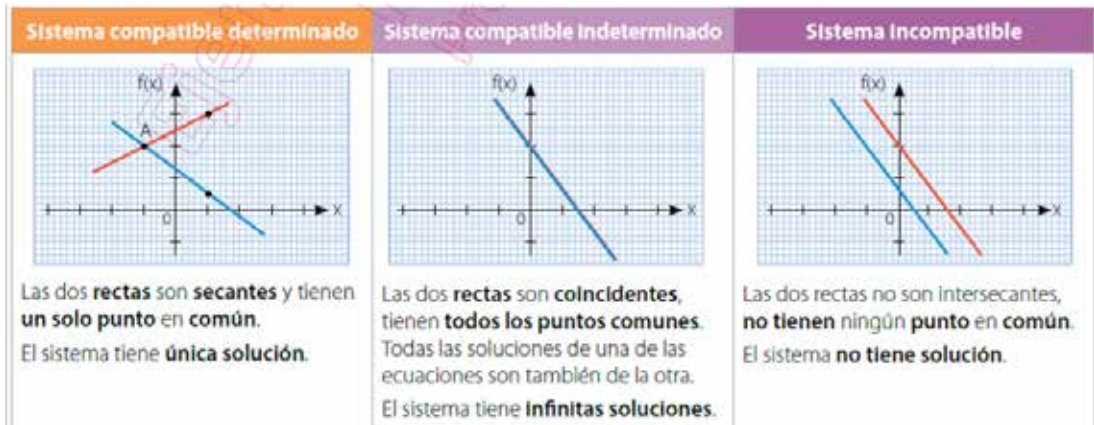 Sistema compatible determinado
f(x)
A
0
x
Las dos rectas son secantes y tienen
un solo punto en común.
El sistema tiene única solución.
Sistema compatible indeterminado
f(x)
0
x
Las dos rectas son coincidentes,
tienen todos los puntos comunes.
Todas las soluciones de una de las
ecuaciones son también de la otra.
El sistema tiene infinitas soluciones.
Sistema incompatible
f(x)
0
x
Las dos rectas no son intersecantes,
no tienen ningún punto en común.
El sistema no tiene solución.